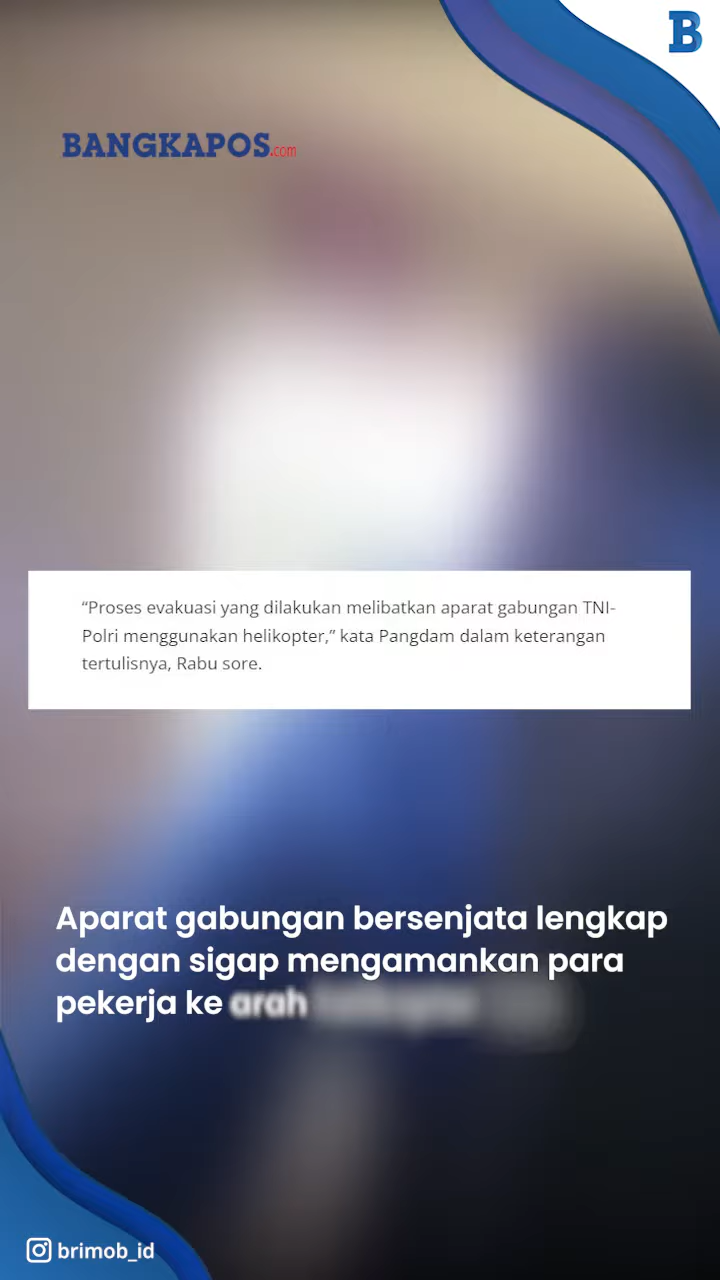 B
BANGKAPOS.com
“Proses evakuasi yang dilakukan melibatkan aparat gabungan TNI-
Polri menggunakan helikopter,” kata Pangdam dalam keterangan
tertulisnya, Rabu sore.
Aparat gabungan bersenjata lengkap
dengan sigap mengamankan para
pekerja ke arah
brimob_id